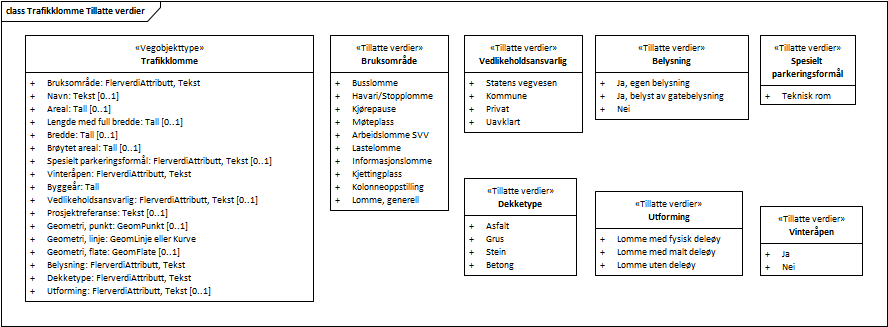 class Trafikklomme Tillatte verdier
«Vegobjekttype»
Trafikklomme
+ Bruksområde: FlerverdiAttributt, Tekst
+ Navn: Tekst [0..1]
+ Areal: Tall [0..1]
+ Lengde med full bredde: Tall [0..1]
+ Bredde: Tall [0..1]
+ Brøytet areal: Tall [0..1]
+ Spesielt parkeringsformål: FlerverdiAttributt, Tekst [0..1]
+ Vinteråpen: FlerverdiAttributt, Tekst
+ Byggeår: Tall
+ Vedlikeholdsansvarlig: FlerverdiAttributt, Tekst [0..1]
+ Prosjektreferanse: Tekst [0..1]
+ Geometri, punkt: GeomPunkt [0..1]
+ Geometri, linje: GeomLinje eller Kurve
+ Geometri, flate: GeomFlate [0..1]
+ Belysning: FlerverdiAttributt, Tekst
+ Dekketype: FlerverdiAttributt, Tekst
+ Utforming: FlerverdiAttributt, Tekst [0..1]
«Tillatte verdier»
Bruksområde
+ Busslomme
+ Havari/Stopplomme
+ Kjørepause
+ Møteplass
+ Arbeidslomme SVV
+ Lastelomme
+ Informasjonslomme
+ Kjettingplass
+ Kolonneoppstilling
+ Lomme, generell
«Tillatte verdier»
Vedlikeholdsansvarlig
+ Statens vegvesen
+ Kommune
+ Privat
+ Uavklart
«Tillatte verdier»
Belysning
+ Ja, egen belysning
+ Ja, belyst av gatebelysning
+ Nei
«Tillatte verdier»
Spesielt
parkeringsformål
+ Teknisk rom
«Tillatte verdier»
Dekketype
+ Asfalt
+ Grus
+ Stein
+ Betong
«Tillatte verdier»
Utforming
+ Lomme med fysisk deleøy
+ Lomme med malt deleøy
+ Lomme uten deleøy
«Tillatte verdier»
Vinteråpen
+ Ja
+ Nei